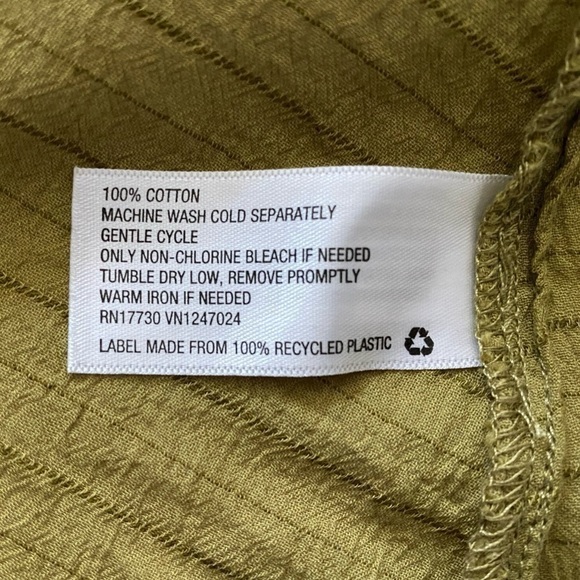 100% COTTON
MACHINE WASH COLD SEPARATELY
GENTLE CYCLE
ONLY NON-CHLORINE BLEACH IF NEEDED
TUMBLE DRY LOW, REMOVE PROMPTLY
WARM IRON IF NEEDED
RN17730 VN1247024
LABEL MADE FROM 100% RECYCLED PLASTIC